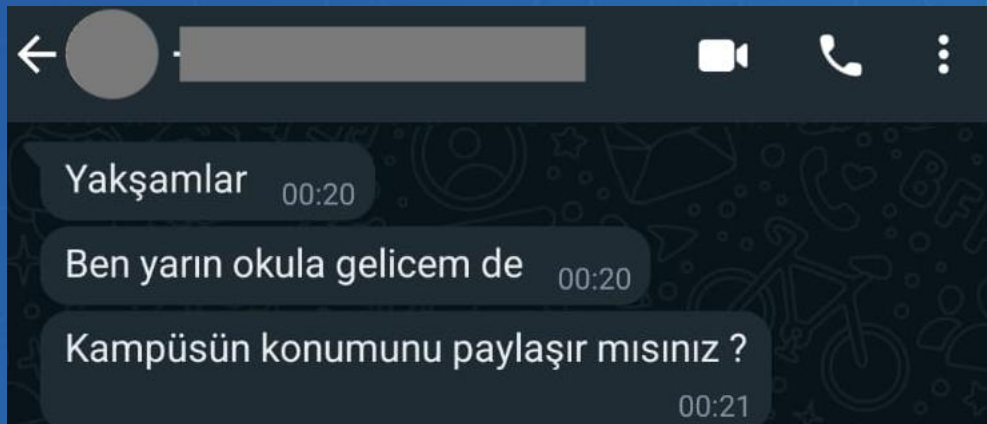 Yakşamlar 00:20
Ben yarın okula gelicem de 00:20
Kampüsün konumunu paylaşır mısınız ?
00:21